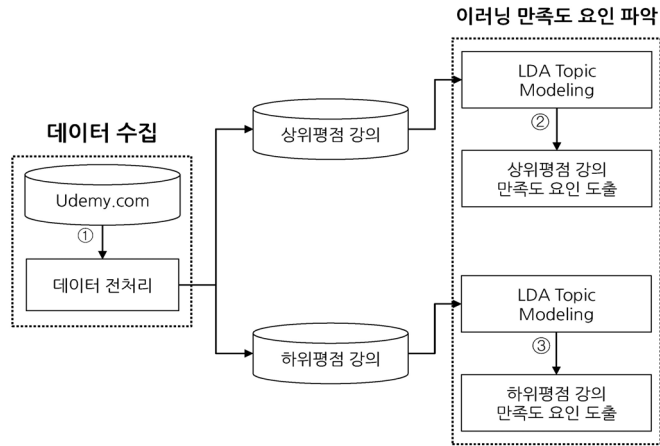 이러닝 만족도 요인 파악
LDA Topic
Modeling
②
상위평점 강의
만족도 요인 도출
상위평점 강의
데이터 수집
Udemy.com
①
데이터 전처리
하위평점 강의
LDA Topic
Modeling
③
하위평점 강의
만족도 요인 도출